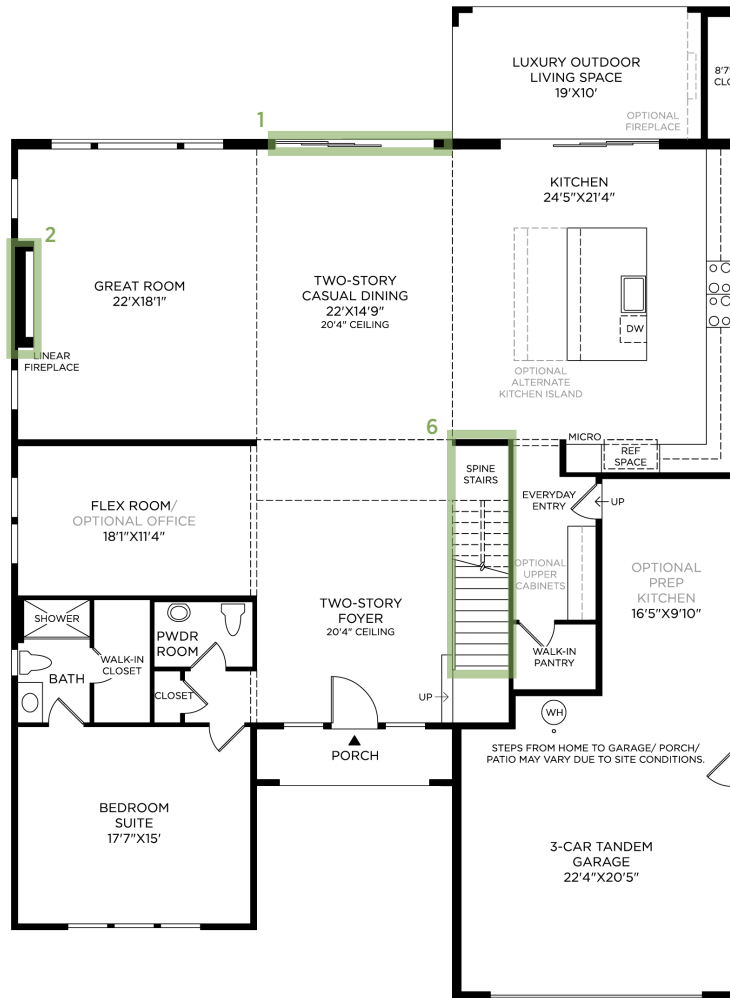 LUXURY OUTDOOR
LIVING SPACE
19'X10'
OPTIONAL
FIREPLACE
1
KITCHEN
24'5"X21'4"
2
GREAT ROOM
22'X18'1"
TWO-STORY
CASUAL DINING
22'X14'9"
20'4" CEILING
DW
LINEAR
FIREPLACE
OPTIONAL
ALTERNATE
KITCHEN ISLAND
6
MICRO
REF
SPACE
SPINE
STAIRS
FLEX ROOM/
OPTIONAL OFFICE
18'1"X11'4"
EVERYDAY
ENTRY
UP
OPTIONAL
UPPER
CABINETS
OPTIONAL
PREP
KITCHEN
16'5"X9'10"
TWO-STORY
FOYER
20'4" CEILING
SHOWER
PWDR
ROOM
WALK-IN
CLOSET
BATH
CLOSET
WALK-IN
PANTRY
UP
WH
PORCH
STEPS FROM HOME TO GARAGE/ PORCH/
PATIO MAY VARY DUE TO SITE CONDITIONS.
BEDROOM
SUITE
17'7"X15'
3-CAR TANDEM
GARAGE
22'4"X20'5"